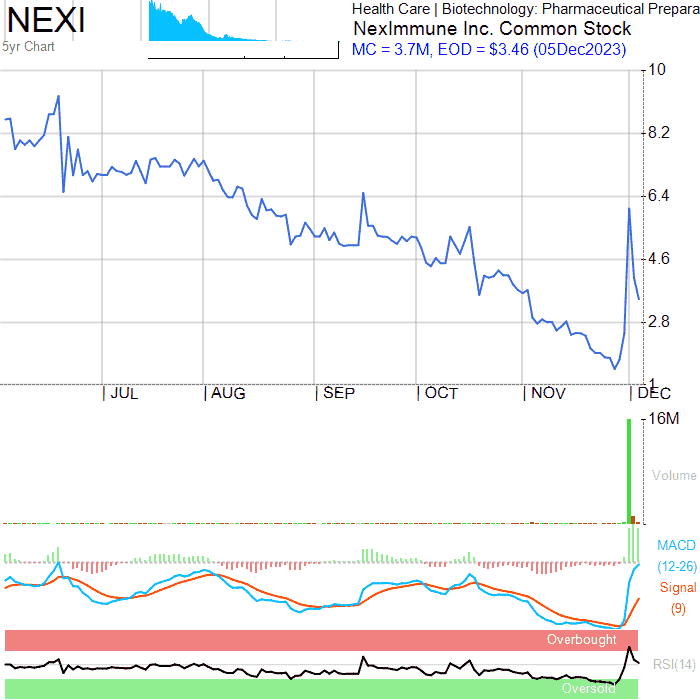 NEXI
5yr Chart
Health Care | Biotechnology: Pharmaceutical Prepara
NexImmune Inc. Common Stock
MC = 3.7M, EOD = $3.46 (05Dec2023)
10
8.2
6.4
4.6
2.8
1
| JUL | AUG | SEP | OCT | NOV | DEC
16M
Volume
MACD
(12-26)
Signal
(9)
Overbought
RSI(14)
Oversold